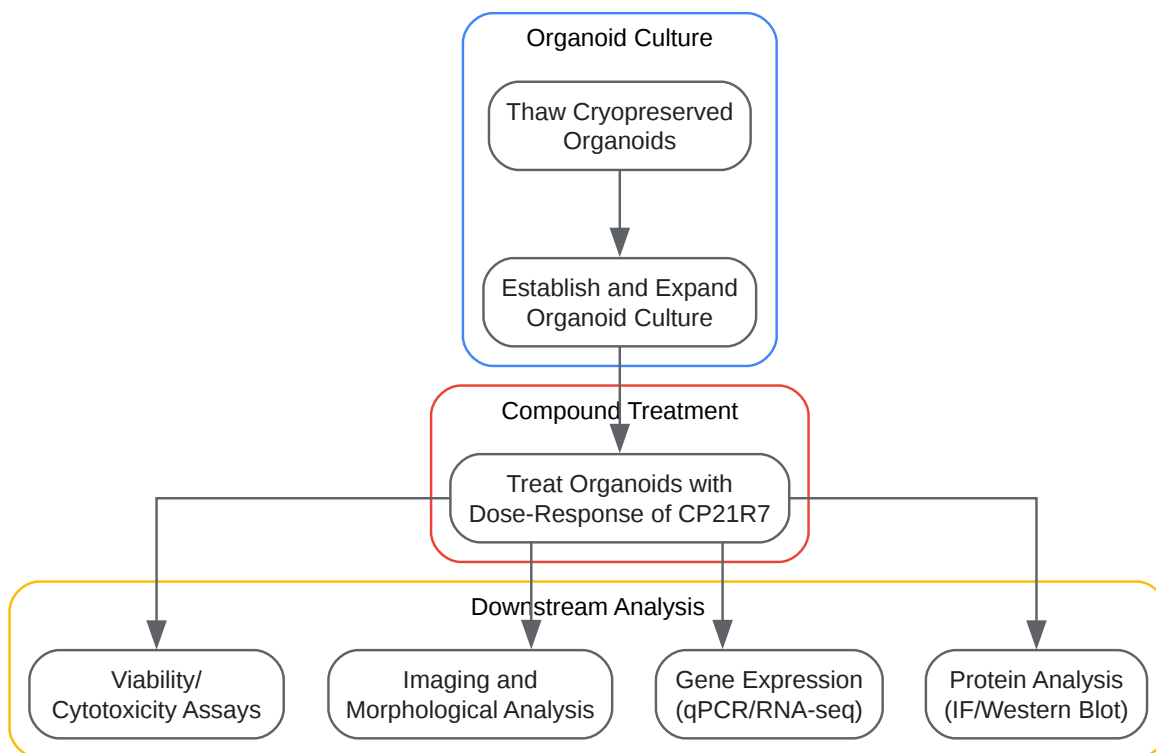 Organoid Culture
Thaw Cryopreserved
Organoids
Establish and Expand
Organoid Culture
Compound Treatment
Treat Organoids with
Dose-Response of CP21R7
Downstream Analysis
Viability/
Cytotoxicity Assays
Imaging and
Morphological Analysis
Gene Expression
(qPCR/RNA-seq)
Protein Analysis
(IF/Western Blot)